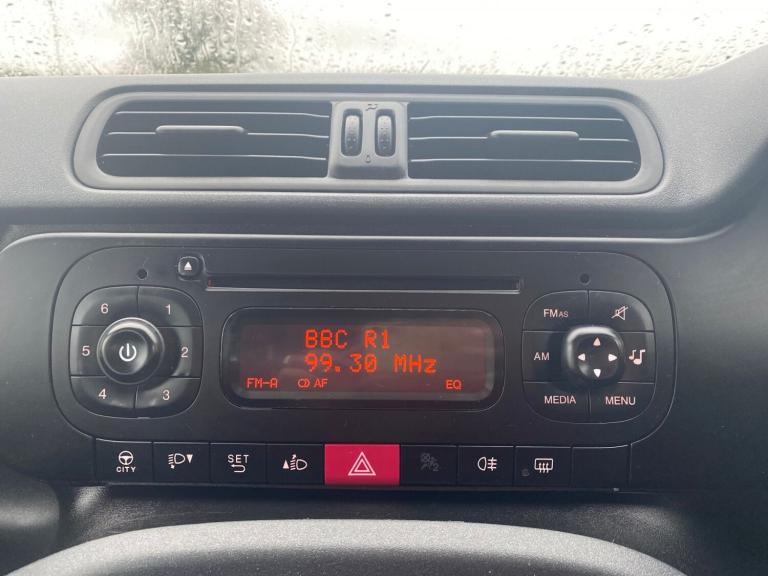 6 1
5 2
4 3
BBC R1
99.30 MHz
FM-A AF EQ
FMAS
AM
MEDIA MENU
CITY
SET